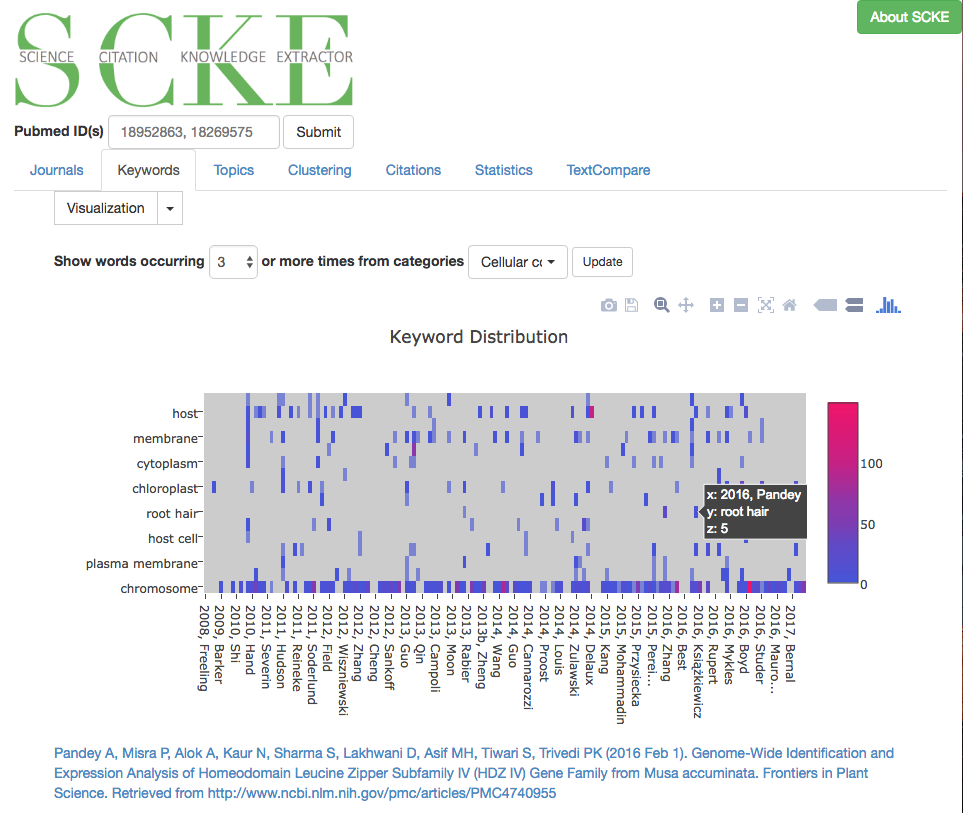 About SCKE
SCKE
SCIENCE CITATION KNOWLEDGE EXTRACTOR
Pubmed ID(s) 18952863, 18269575 Submit
Journals Keywords Topics Clustering Citations Statistics TextCompare
Visualization
Show words occurring 3 or more times from categories Cellular co Update
Keyword Distribution
host
membrane
cytoplasm
chloroplast
root hair
host cell
plasma membrane
chromosome
100
50
0
x: 2016, Pandey
y: root hair
z: 5
2008, Freeling
2009, Barker
2010, Shi
2010, Hand
2011, Severin
2011, Hudson
2011, Reineke
2011, Soderlund
2012, Field
2012, Wiszniewski
2012, Zhang
2012, Cheng
2012, Sankoff
2013, Guo
2013, Qin
2013, Campoli
2013, Moon
2013, Rabier
2013b, Zheng
2014, Wang
2014, Guo
2014, Cannarozzi
2014, Proost
2014, Louis
2014, Zulawski
2014, Delaux
2015, Kang
2015, Mohammadin
2015, Przysiecka
2015, Perei...
2016, Zhang
2016, Best
2016, Książkiewicz
2016, Rupert
2016, Mykles
2016, Boyd
2016, Studer
2016, Mauro...
2017, Bernal
Pandey A, Misra P, Alok A, Kaur N, Sharma S, Lakhwani D, Asif MH, Tiwari S, Trivedi PK (2016 Feb 1). Genome-Wide Identification and
Expression Analysis of Homeodomain Leucine Zipper Subfamily IV (HDZ IV) Gene Family from Musa accuminata. Frontiers in Plant
Science. Retrieved from http://www.ncbi.nlm.nih.gov/pmc/articles/PMC4740955